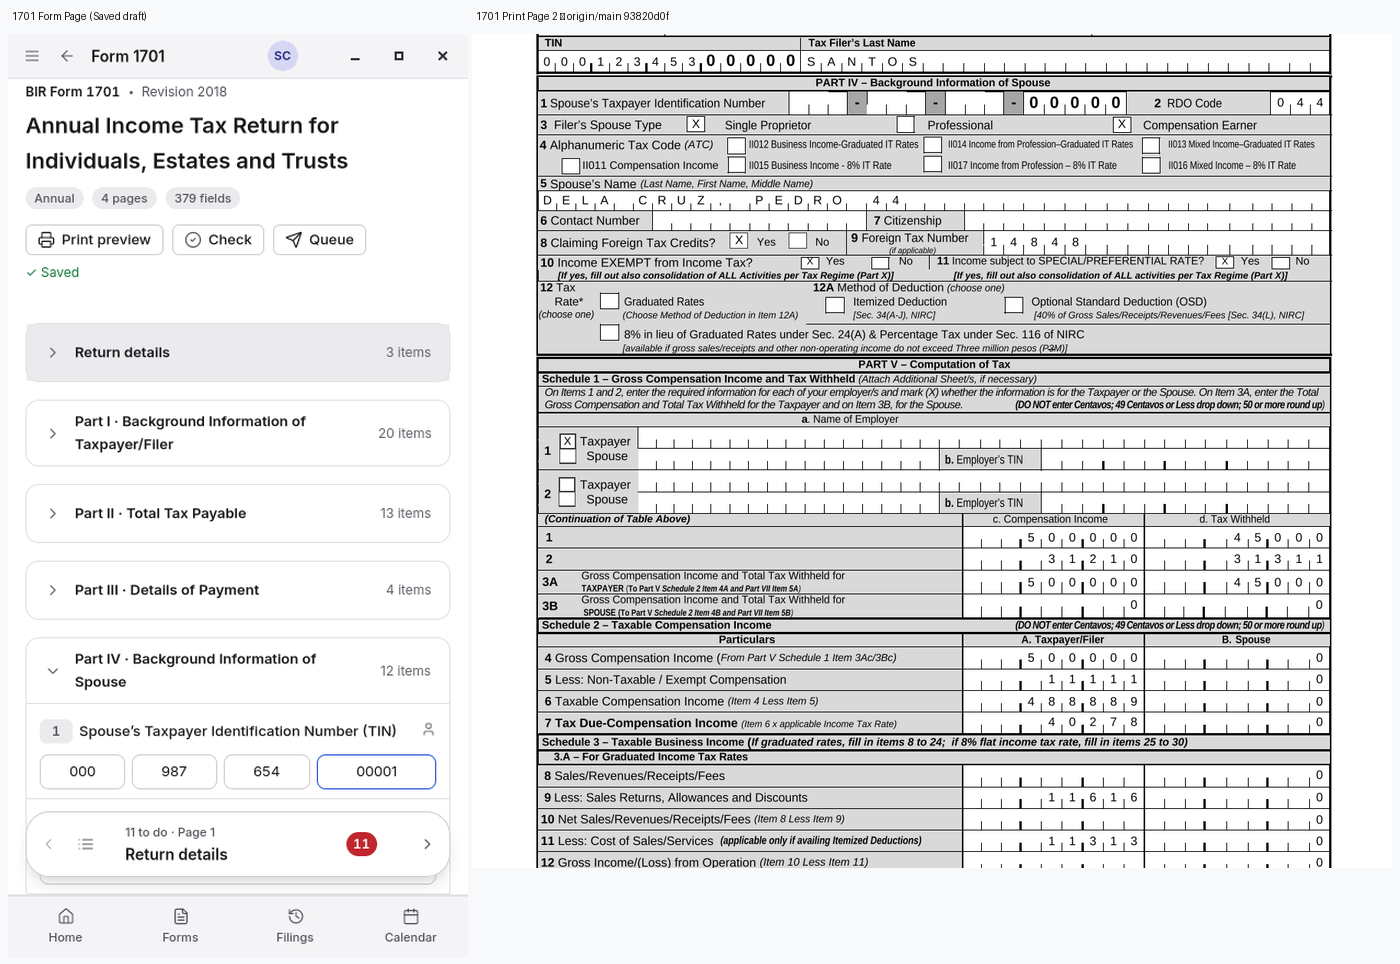 1701 Form Page (Saved draft)
Form 1701
SC
BIR Form 1701 • Revision 2018
Annual Income Tax Return for
Individuals, Estates and Trusts
Annual
4 pages
379 fields
Print preview
Check
Queue
✓ Saved
Return details
3 items
Part I · Background Information of
Taxpayer/Filer
20 items
Part II · Total Tax Payable
13 items
Part III · Details of Payment
4 items
Part IV · Background Information of
Spouse
12 items
1 Spouse's Taxpayer Identification Number (TIN)
000 987 654 00001
11 to do · Page 1
Return details
11
Home Forms Filings Calendar
1701 Print Page 2 origin/main 93820d0f
TIN Tax Filer's Last Name
0 0 0 1 2 3 4 5 3 0 0 0 0 0 S A N T O S
PART IV – Background Information of Spouse
1 Spouse's Taxpayer Identification Number - - - 0 0 0 0 0 2 RDO Code 0 4 4
3 Filer's Spouse Type X Single Proprietor Professional X Compensation Earner
4 Alphanumeric Tax Code (ATC) II012 Business Income-Graduated IT Rates II014 Income from Profession–Graduated IT Rates II013 Mixed Income–Graduated IT Rates
II011 Compensation Income II015 Business Income - 8% IT Rate II017 Income from Profession – 8% IT Rate II016 Mixed Income – 8% IT Rate
5 Spouse's Name (Last Name, First Name, Middle Name)
D E L A C R U Z , P E D R O 4 4
6 Contact Number 7 Citizenship
8 Claiming Foreign Tax Credits? X Yes No 9 Foreign Tax Number (if applicable) 1 4 8 4 8
10 Income EXEMPT from Income Tax? X Yes No 11 Income subject to SPECIAL/PREFERENTIAL RATE? X Yes No
[If yes, fill out also consolidation of ALL Activities per Tax Regime (Part X)] [If yes, fill out also consolidation of ALL activities per Tax Regime (Part X)]
12 Tax 12A Method of Deduction (choose one)
Rate* Graduated Rates Itemized Deduction Optional Standard Deduction (OSD)
(choose one) (Choose Method of Deduction in Item 12A) [Sec. 34(A-J), NIRC] [40% of Gross Sales/Receipts/Revenues/Fees [Sec. 34(L), NIRC]
8% in lieu of Graduated Rates under Sec. 24(A) & Percentage Tax under Sec. 116 of NIRC
[available if gross sales/receipts and other non-operating income do not exceed Three million pesos (P3M)]
PART V – Computation of Tax
Schedule 1 – Gross Compensation Income and Tax Withheld (Attach Additional Sheet/s, if necessary)
On Items 1 and 2, enter the required information for each of your employer/s and mark (X) whether the information is for the Taxpayer or the Spouse. On Item 3A, enter the Total
Gross Compensation and Total Tax Withheld for the Taxpayer and on Item 3B, for the Spouse. (DO NOT enter Centavos; 49 Centavos or Less drop down; 50 or more round up)
a. Name of Employer
1 X Taxpayer
Spouse b. Employer's TIN
2 Taxpayer
Spouse b. Employer's TIN
(Continuation of Table Above) c. Compensation Income d. Tax Withheld
1 5 0 0 0 0 0 4 5 0 0 0
2 3 1 2 1 0 3 1 3 1 1
3A Gross Compensation Income and Total Tax Withheld for
TAXPAYER (To Part V Schedule 2 Item 4A and Part VII Item 5A) 5 0 0 0 0 0 4 5 0 0 0
3B Gross Compensation Income and Total Tax Withheld for
SPOUSE (To Part V Schedule 2 Item 4B and Part VII Item 5B) 0 0
Schedule 2 – Taxable Compensation Income (DO NOT enter Centavos; 49 Centavos or Less drop down; 50 or more round up)
Particulars A. Taxpayer/Filer B. Spouse
4 Gross Compensation Income (From Part V Schedule 1 Item 3Ac/3Bc) 5 0 0 0 0 0 0
5 Less: Non-Taxable / Exempt Compensation 1 1 1 1 1 0
6 Taxable Compensation Income (Item 4 Less Item 5) 4 8 8 8 8 9 0
7 Tax Due-Compensation Income (Item 6 x applicable Income Tax Rate) 4 0 2 7 8 0
Schedule 3 – Taxable Business Income (If graduated rates, fill in items 8 to 24; if 8% flat income tax rate, fill in items 25 to 30)
3.A – For Graduated Income Tax Rates
8 Sales/Revenues/Receipts/Fees 0
9 Less: Sales Returns, Allowances and Discounts 1 1 6 1 6 0
10 Net Sales/Revenues/Receipts/Fees (Item 8 Less Item 9) 0
11 Less: Cost of Sales/Services (applicable only if availing Itemized Deductions) 1 1 3 1 3 0
12 Gross Income/(Loss) from Operation (Item 10 Less Item 11) 0